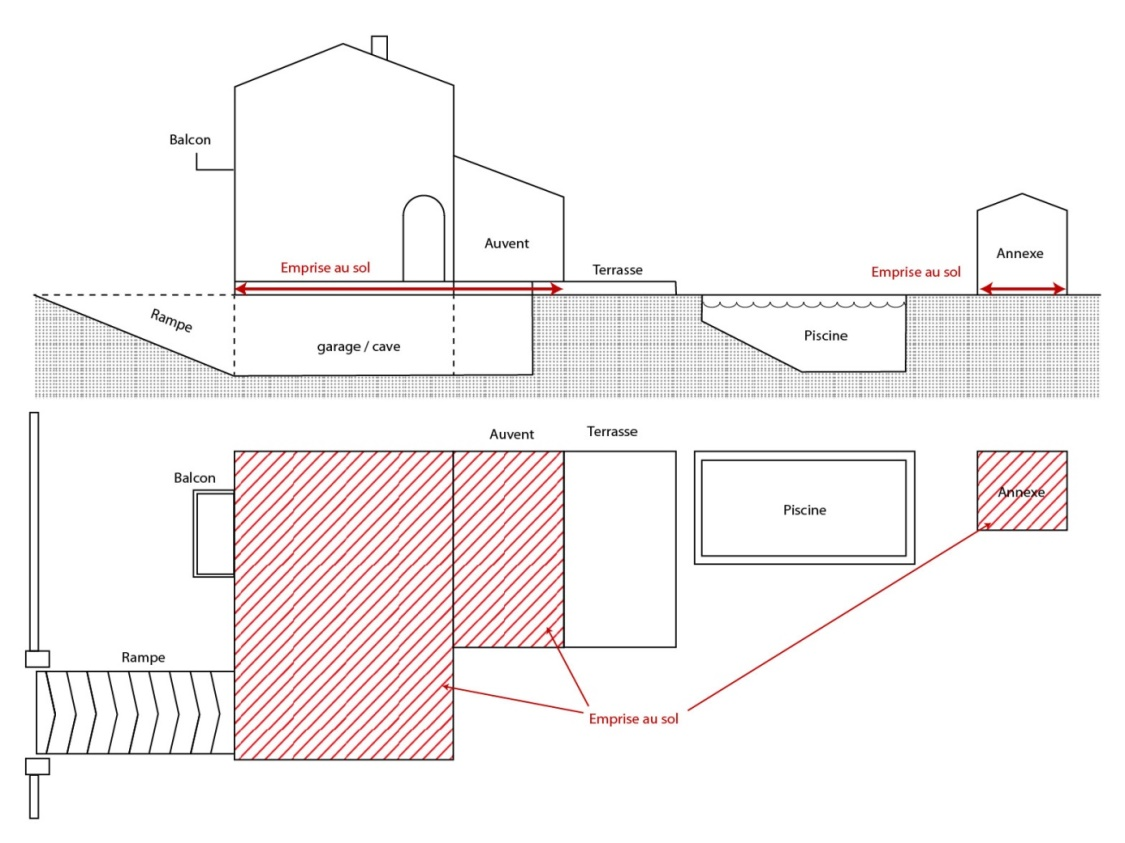 Balcon
Auvent
Emprise au sol
Terrasse
Emprise au sol
Annexe
Rampe
garage / cave
Piscine
Auvent
Terrasse
Balcon
Piscine
Annexe
Rampe
Emprise au sol